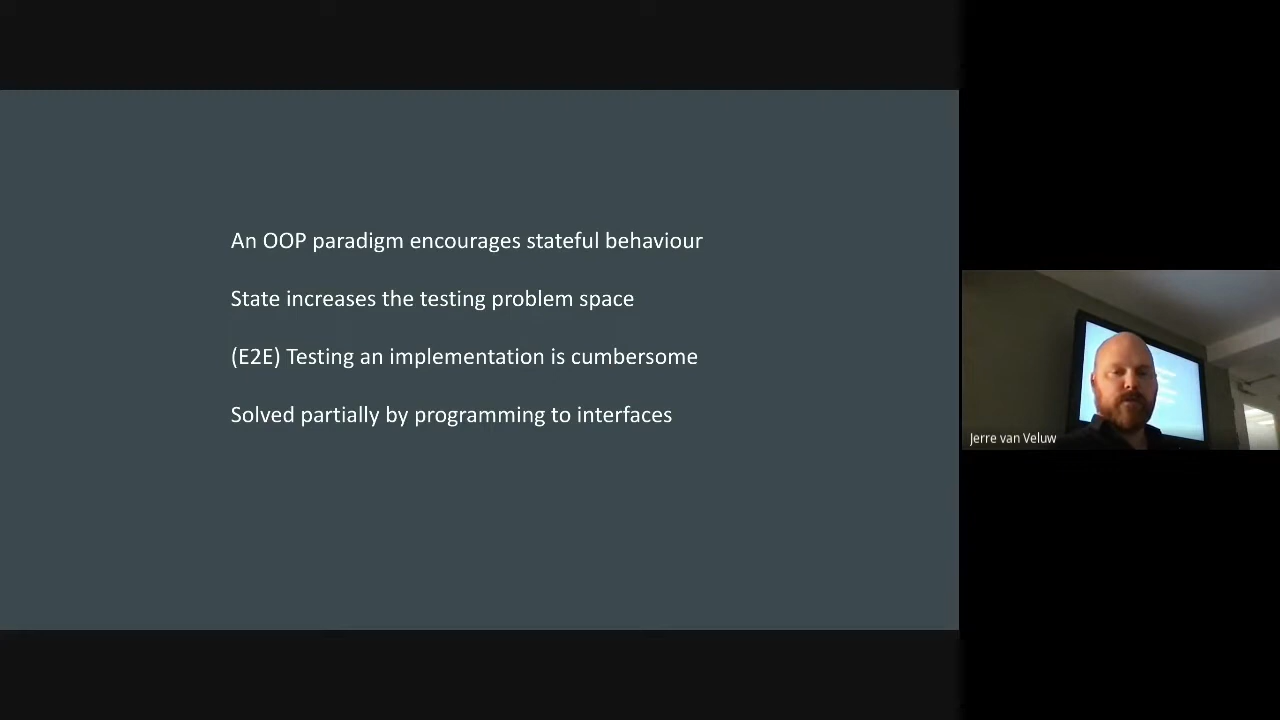 An OOP paradigm encourages stateful behaviour
State increases the testing problem space
(E2E) Testing an implementation is cumbersome
Solved partially by programming to interfaces
Jerre van Veluw